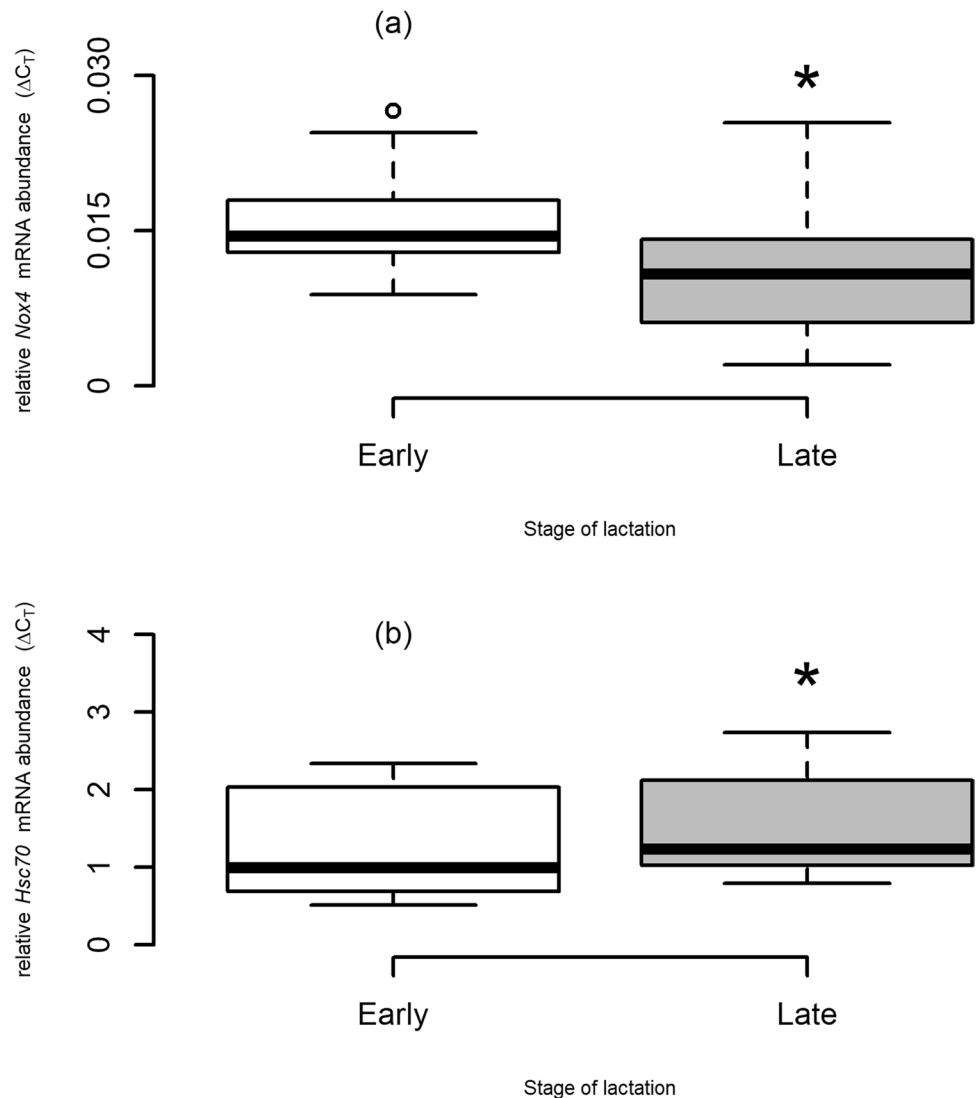 (a)
relative Nox4 mRNA abundance (ΔCT)
0.030
0.015
0
*
Early Late
Stage of lactation
(b)
relative Hsc70 mRNA abundance (ΔCT)
4
3
2
1
0
*
Early Late
Stage of lactation